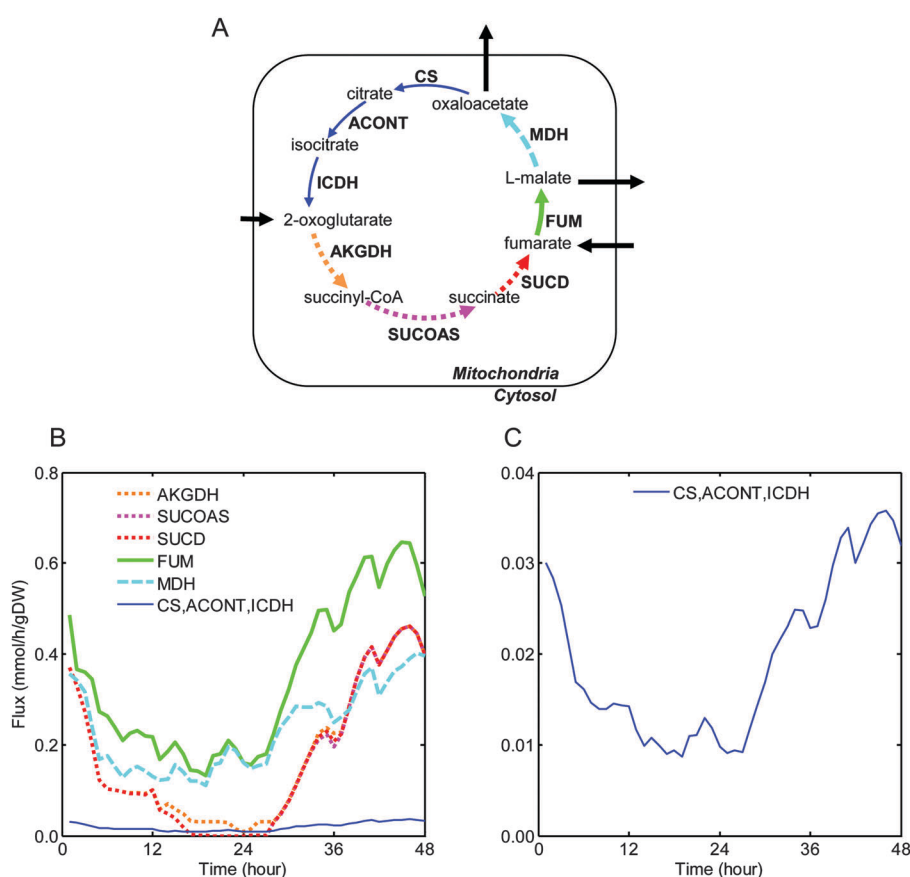 A
CS
citrate
oxaloacetate
ACONT
MDH
isocitrate
ICDH
L-malate
2-oxoglutarate
FUM
fumarate
AKGDH
SUCD
succinyl-CoA
succinate
SUCOAS
Mitochondria
Cytosol
B
C
0.8
0.6
0.4
0.2
0.0
Flux (mmol/h/gDW)
AKGDH
SUCOAS
SUCD
FUM
MDH
CS,ACONT,ICDH
0 12 24 36 48
Time (hour)
0.04
0.03
0.02
0.01
0.00
CS,ACONT,ICDH
0 12 24 36 48
Time (hour)